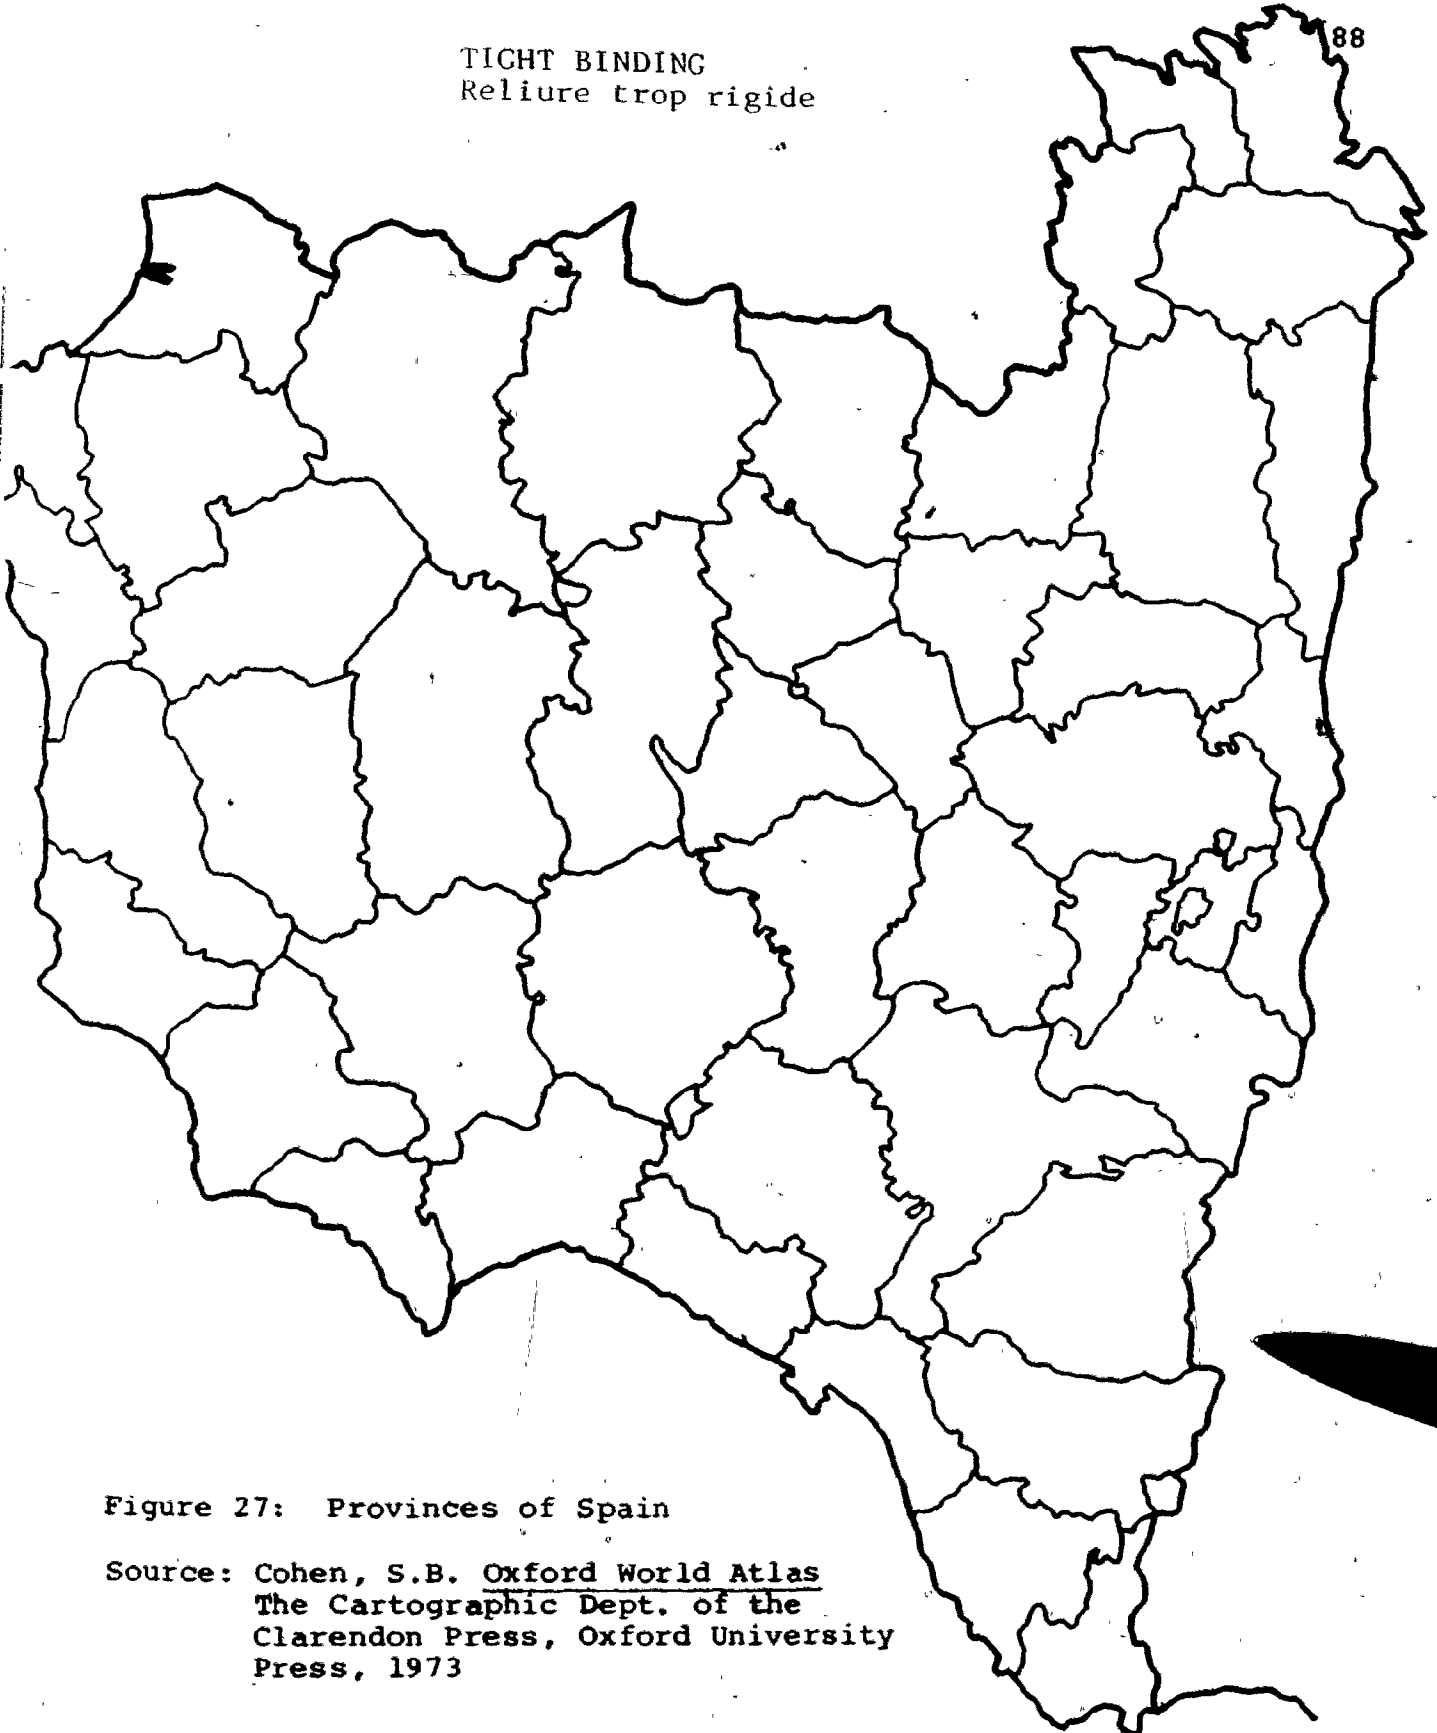 88
TIGHT BINDING
Reliure trop rigide
Figure 27: Provinces of Spain
Source: Cohen, S.B. Oxford World Atlas
The Cartographic Dept. of the
Clarendon Press, Oxford University
Press, 1973